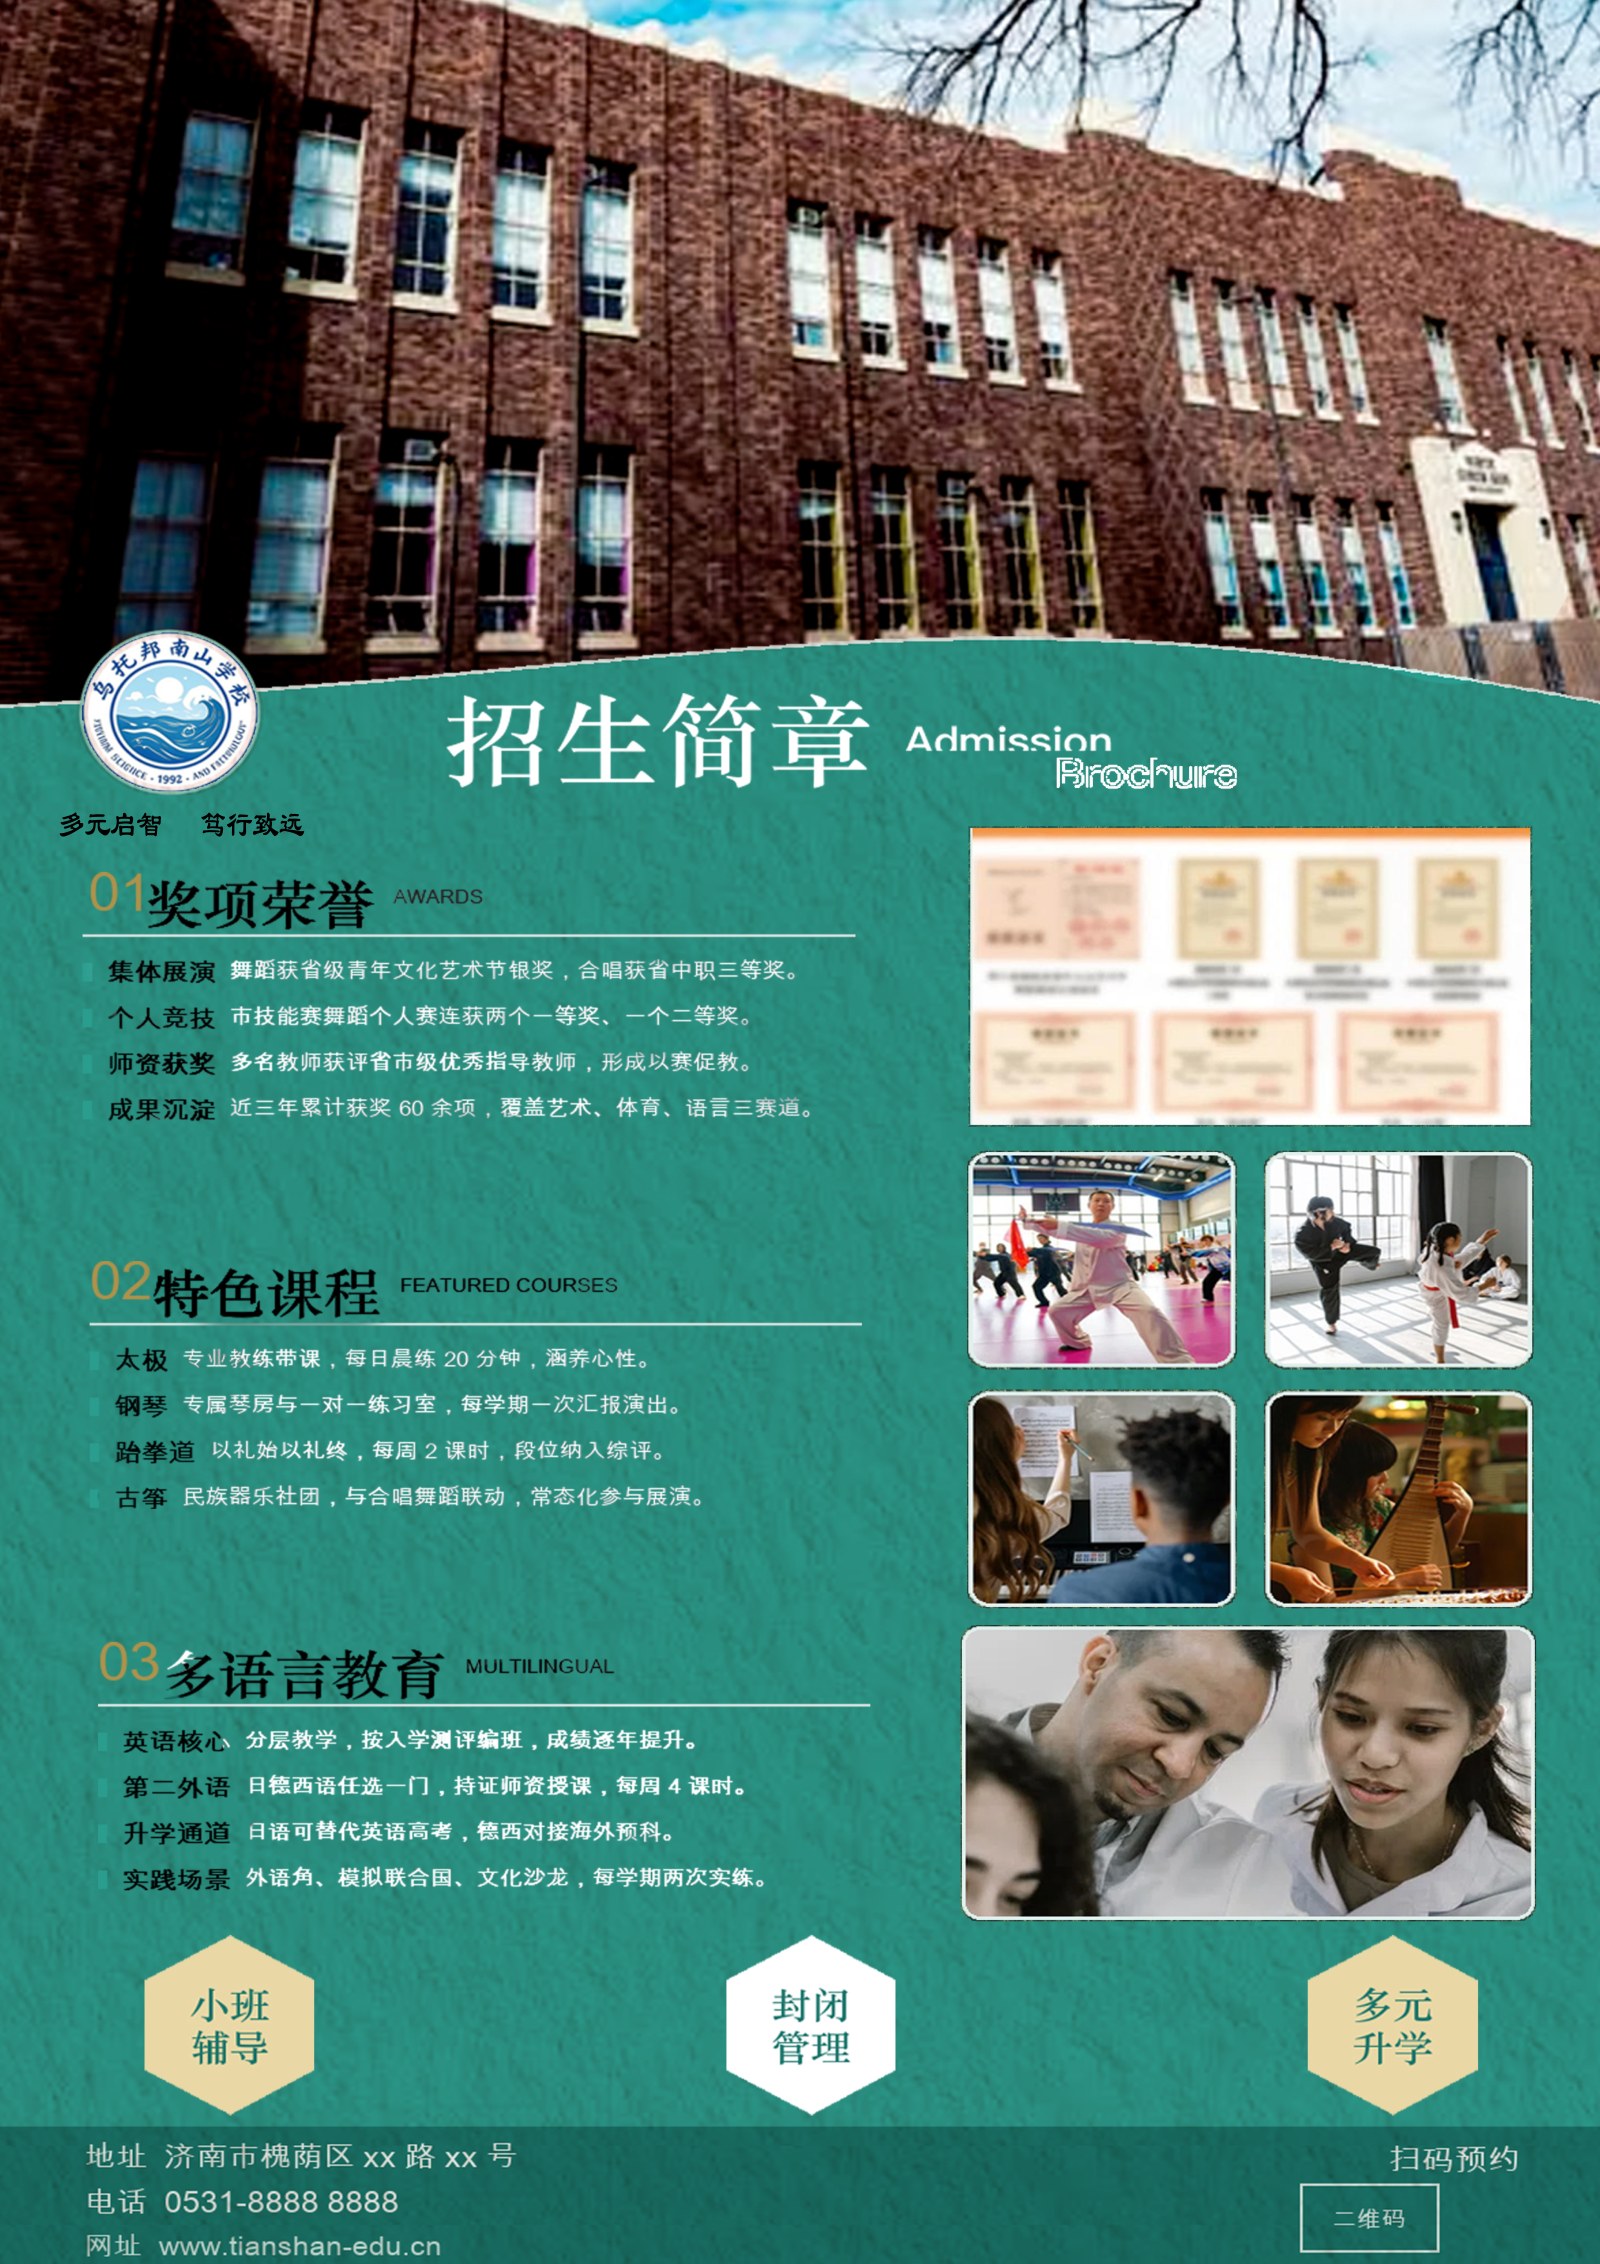 乌托邦南山学校
· 1992 ·
招生简章
Admission
Brochure
多元启智 笃行致远
01奖项荣誉 AWARDS
集体展演 舞蹈获省级青年文化艺术节银奖，合唱获省中职三等奖。
个人竞技 市技能赛舞蹈个人赛连获两个一等奖、一个二等奖。
师资获奖 多名教师获评省市级优秀指导教师，形成以赛促教。
成果沉淀 近三年累计获奖 60 余项，覆盖艺术、体育、语言三赛道。
02特色课程 FEATURED COURSES
太极 专业教练带课，每日晨练 20 分钟，涵养心性。
钢琴 专属琴房与一对一练习室，每学期一次汇报演出。
跆拳道 以礼始以礼终，每周 2 课时，段位纳入综评。
古筝 民族器乐社团，与合唱舞蹈联动，常态化参与展演。
03多语言教育 MULTILINGUAL
英语核心 分层教学，按入学测评编班，成绩逐年提升。
第二外语 日德西语任选一门，持证师资授课，每周 4 课时。
升学通道 日语可替代英语高考，德西对接海外预科。
实践场景 外语角、模拟联合国、文化沙龙，每学期两次实练。
小班
辅导
封闭
管理
多元
升学
地址 济南市槐荫区 xx 路 xx 号
电话 0531-8888 8888
网址 www.tianshan-edu.cn
扫码预约
二维码